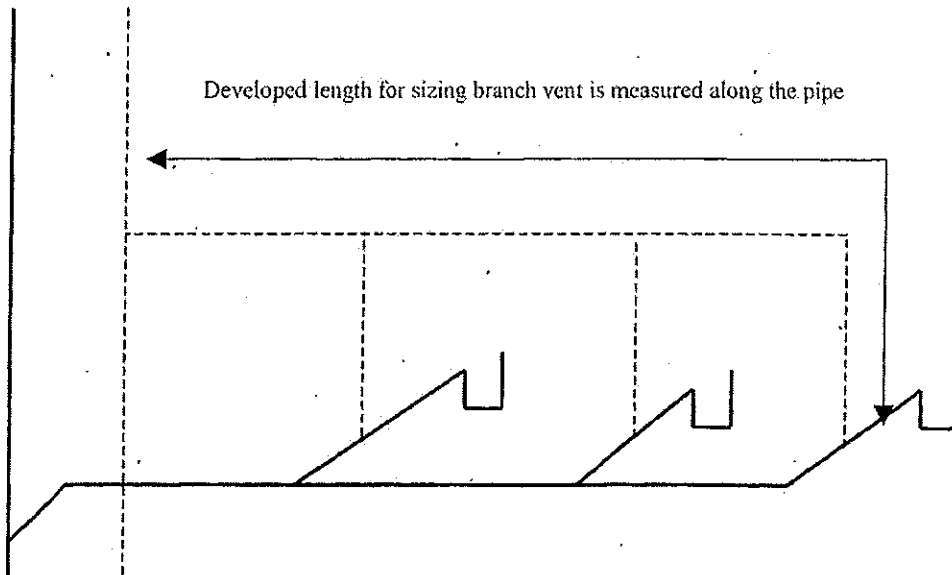 Developed length for sizing branch vent is measured along the pipe